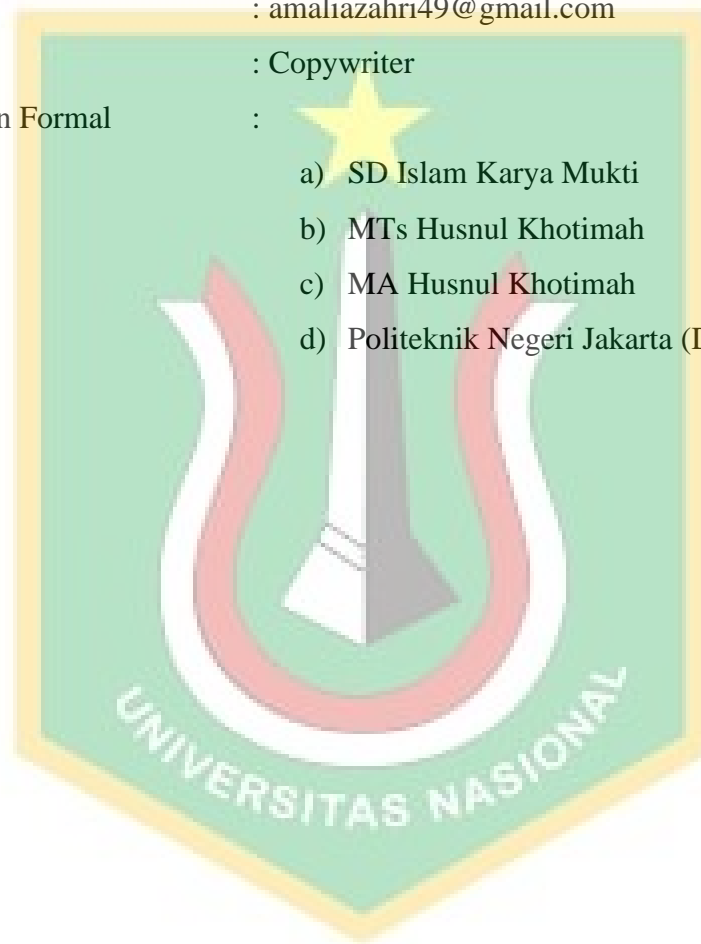 : amaliazahri49@gmail.com
: Copywriter
n Formal :
a) SD Islam Karya Mukti
b) MTs Husnul Khotimah
c) MA Husnul Khotimah
d) Politeknik Negeri Jakarta (D
UNIVERSITAS NASIONAL